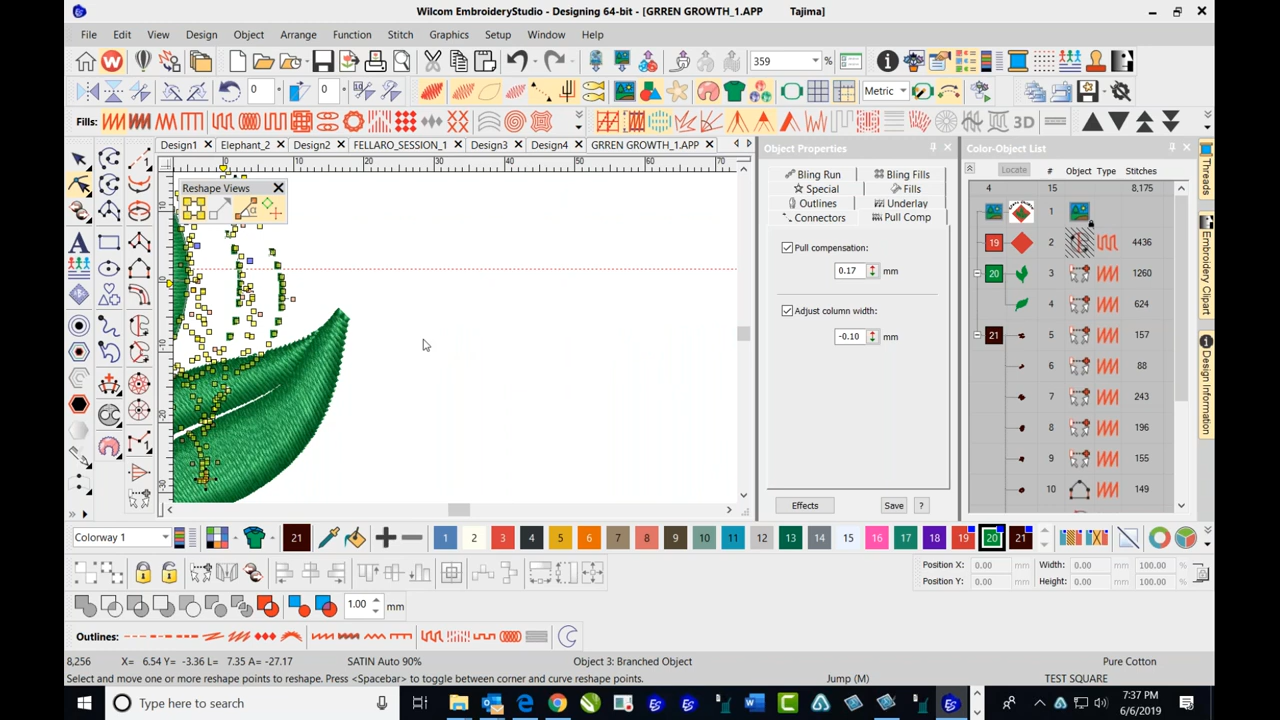 Wilcom EmbroideryStudio - Designing 64-bit - [GRREN GROWTH_1.APP Tajima]
File Edit View Design Object Arrange Function Stitch Graphics Setup Window Help
359 %
0 0 Metric
Fills: 3D
Design1 Elephant_2 Design2 FELLARO_SESSION_1 Design3 Design4 GRREN GROWTH_1.APP
Object Properties
Color-Object List
10 20 30 40 50 60
Reshape Views
Bling Run Bling Fills
Special Fills
Outlines Underlay
Connectors Pull Comp
Pull compensation:
0.17 mm
Adjust column width:
-0.10 mm
Effects Save ?
Locate # Object Type Stitches
4 15 8,175
1
19 2 4436
20 3 1260
4 624
21 5 157
6 88
7 243
8 196
9 155
10 149
Threads
Embroidery Clipart
Design Information
Colorway 1 21 1 2 3 4 5 6 7 8 9 10 11 12 13 14 15 16 17 18 19 20 21
Position X: 0.00 mm Width: 0.00 mm 100.00 %
Position Y: 0.00 mm Height: 0.00 mm 100.00 %
1.00 mm
Outlines:
8,256 X= 6.54 Y= -3.36 L= 7.35 A= -27.17 SATIN Auto 90% Object 3: Branched Object Pure Cotton
Select and move one or more reshape points to reshape. Press <Spacebar> to toggle between corner and curve reshape points. Jump (M) TEST SQUARE
Type here to search
7:37 PM
6/6/2019